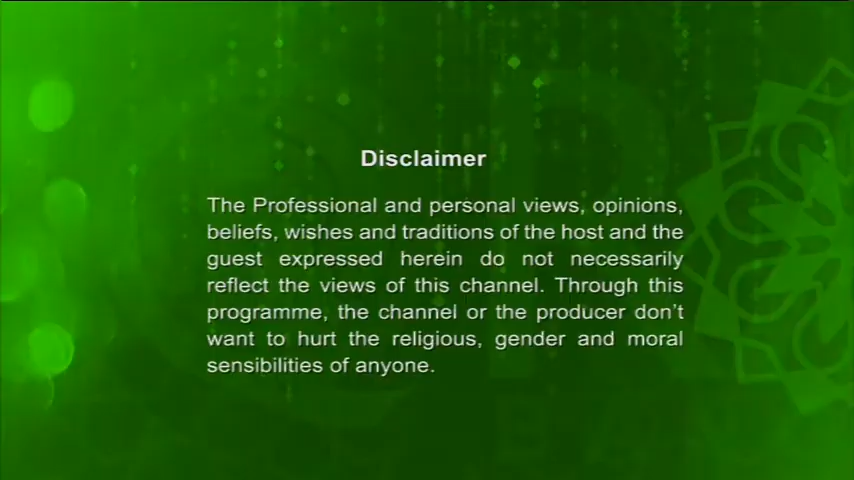 Disclaimer
The Professional and personal views, opinions,
beliefs, wishes and traditions of the host and the
guest expressed herein do not necessarily
reflect the views of this channel. Through this
programme, the channel or the producer don't
want to hurt the religious, gender and moral
sensibilities of anyone.